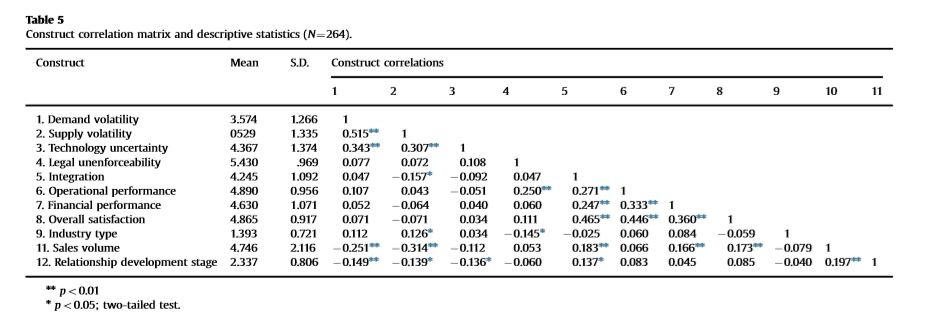 Table 5
Construct correlation matrix and descriptive statistics (N=264).
Construct Mean S.D. Construct correlations
1 2 3 4 5 6 7 8 9 10 11
1. Demand volatility 3.574 1.266 1
2. Supply volatility 0529 1.335 0.515** 1
3. Technology uncertainty 4.367 1.374 0.343** 0.307** 1
4. Legal unenforceability 5.430 .969 0.077 0.072 0.108 1
5. Integration 4.245 1.092 0.047 −0.157* −0.092 0.047 1
6. Operational performance 4.890 0.956 0.107 0.043 −0.051 0.250** 0.271** 1
7. Financial performance 4.630 1.071 0.052 −0.064 0.040 0.060 0.247** 0.333** 1
8. Overall satisfaction 4.865 0.917 0.071 −0.071 0.034 0.111 0.465** 0.446** 0.360** 1
9. Industry type 1.393 0.721 0.112 0.126* 0.034 −0.145* −0.025 0.060 0.084 −0.059 1
11. Sales volume 4.746 2.116 −0.251** −0.314** −0.112 0.053 0.183** 0.066 0.166** 0.173** −0.079 1
12. Relationship development stage 2.337 0.806 −0.149** −0.139* −0.136* −0.060 0.137* 0.083 0.045 0.085 −0.040 0.197** 1
** p<0.01
* p<0.05; two-tailed test.